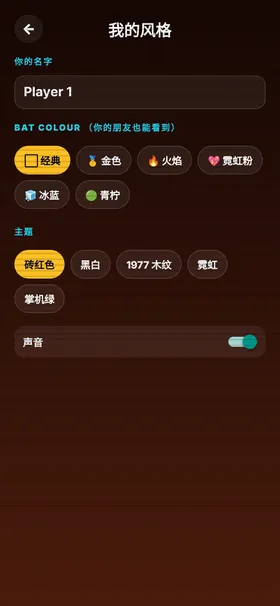 我的风格
你的名字
Player 1
BAT COLOUR （你的朋友也能看到）
经典 🥇 金色 🔥 火焰 💖 霓虹粉
🧊 冰蓝 🟢 青柠
主题
砖红色 黑白 1977 木纹 霓虹
掌机绿
声音